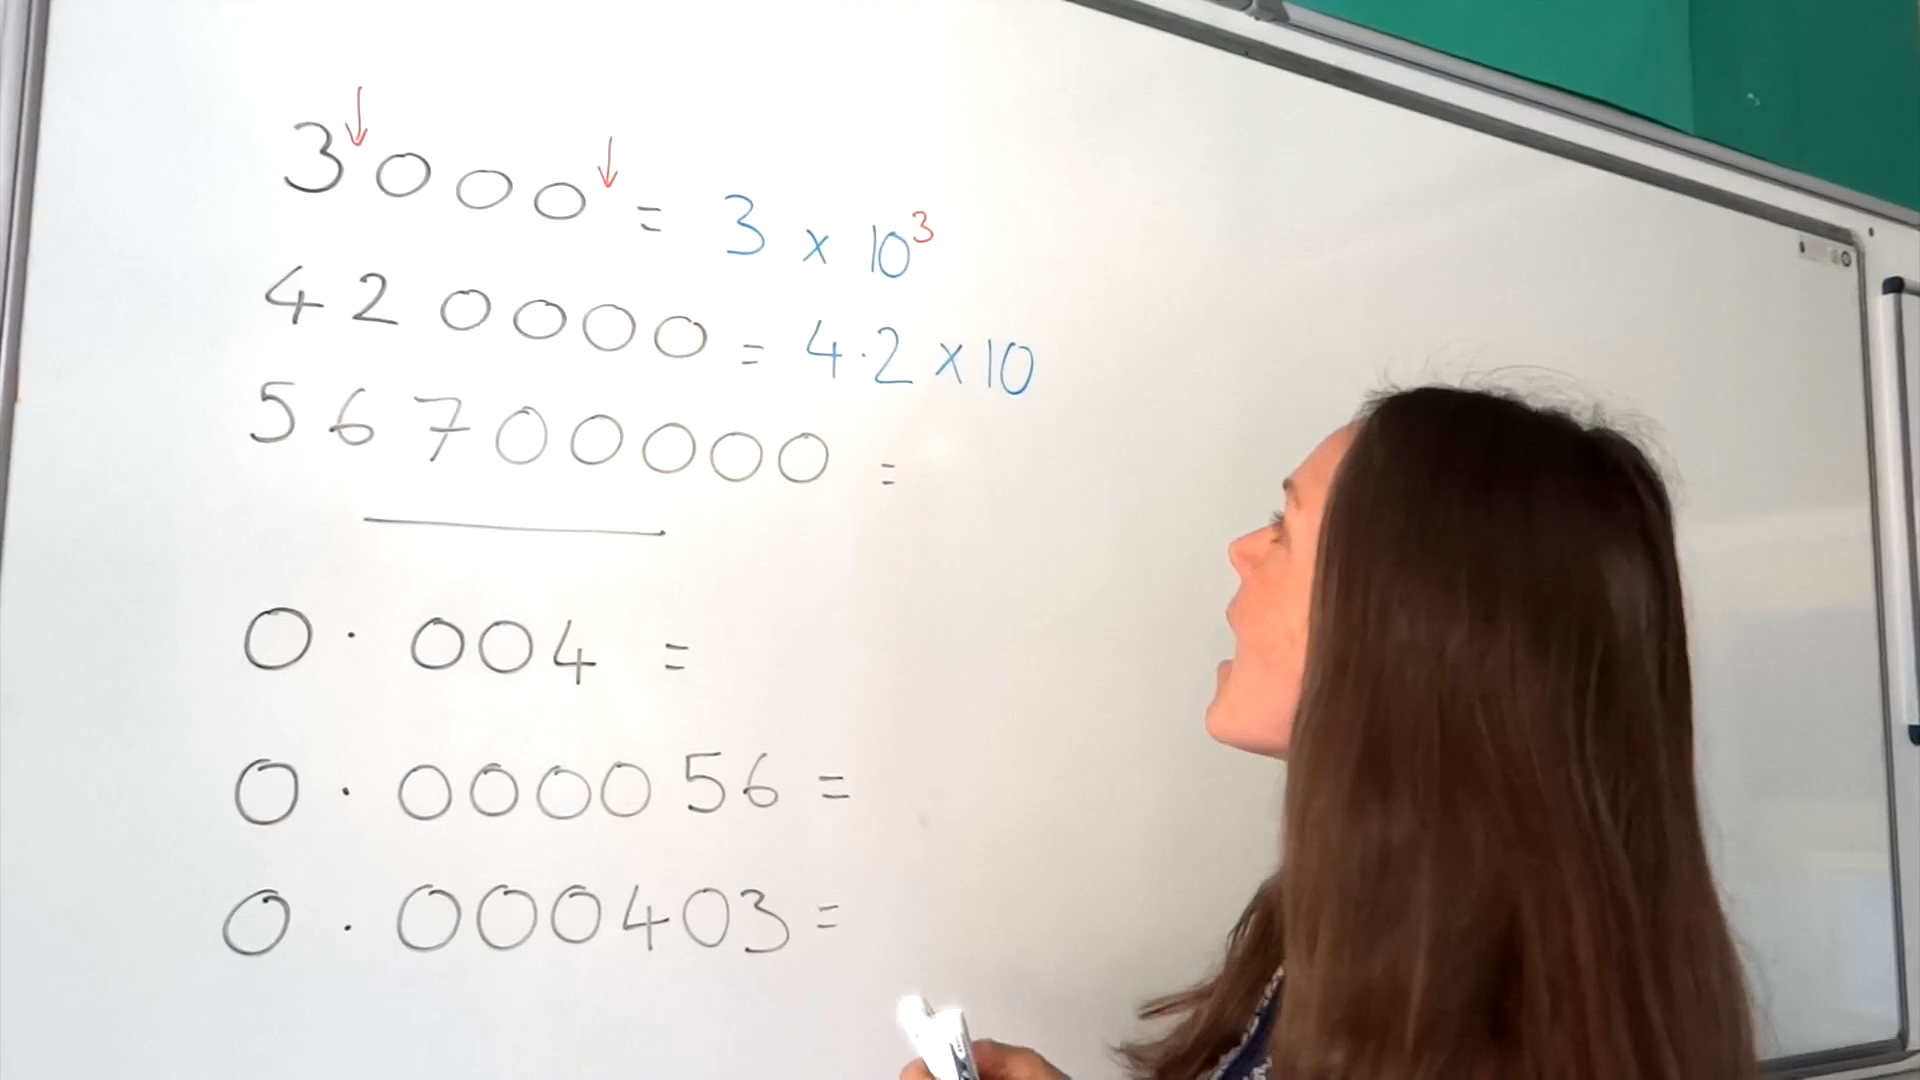 3000 = 3 x 10³
420000 = 4·2 x 10
56700000 =
0·004 =
0·000056 =
0·000403 =